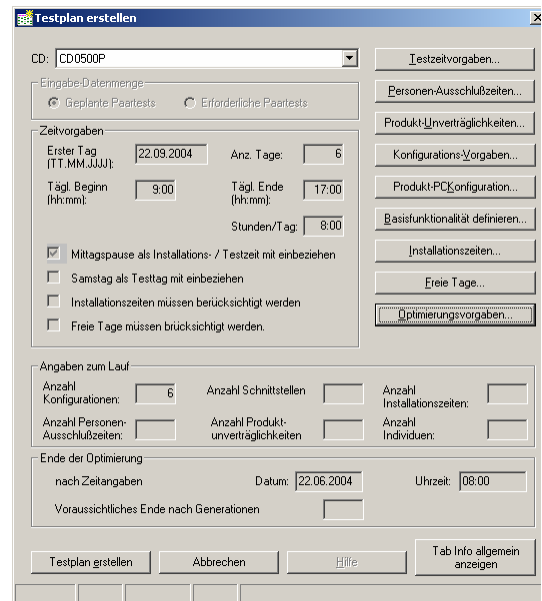 Testplan erstellen
CD: CD0500P
Eingabe-Datenmenge
Geplante Paartests Erforderliche Paartests
Zeitvorgaben
Erster Tag (TT.MM.JJJJ): 22.09.2004 Anz. Tage: 6
Tägl. Beginn (hh:mm): 9:00 Tägl. Ende (hh:mm): 17:00
Stunden/Tag: 8:00
Mittagspause als Installations- / Testzeit mit einbeziehen
Samstag als Testtag mit einbeziehen
Installationszeiten müssen berücksichtigt werden
Freie Tage müssen brücksichtigt werden.
Testzeitvorgaben...
Personen-Ausschlußzeiten...
Produkt-Unverträglichkeiten...
Konfigurations-Vorgaben...
Produkt-PCKonfiguration...
Basisfunktionalität definieren...
Installationszeiten...
Freie Tage...
Optimierungsvorgaben...
Angaben zum Lauf
Anzahl Konfigurationen: 6 Anzahl Schnittstellen Anzahl Installationszeiten:
Anzahl Personen-Ausschlußzeiten: Anzahl Produkt-unverträglichkeiten Anzahl Individuen:
Ende der Optimierung
nach Zeitangaben Datum: 22.06.2004 Uhrzeit: 08:00
Voraussichtliches Ende nach Generationen
Testplan erstellen Abbrechen Hilfe Tab Info allgemein anzeigen